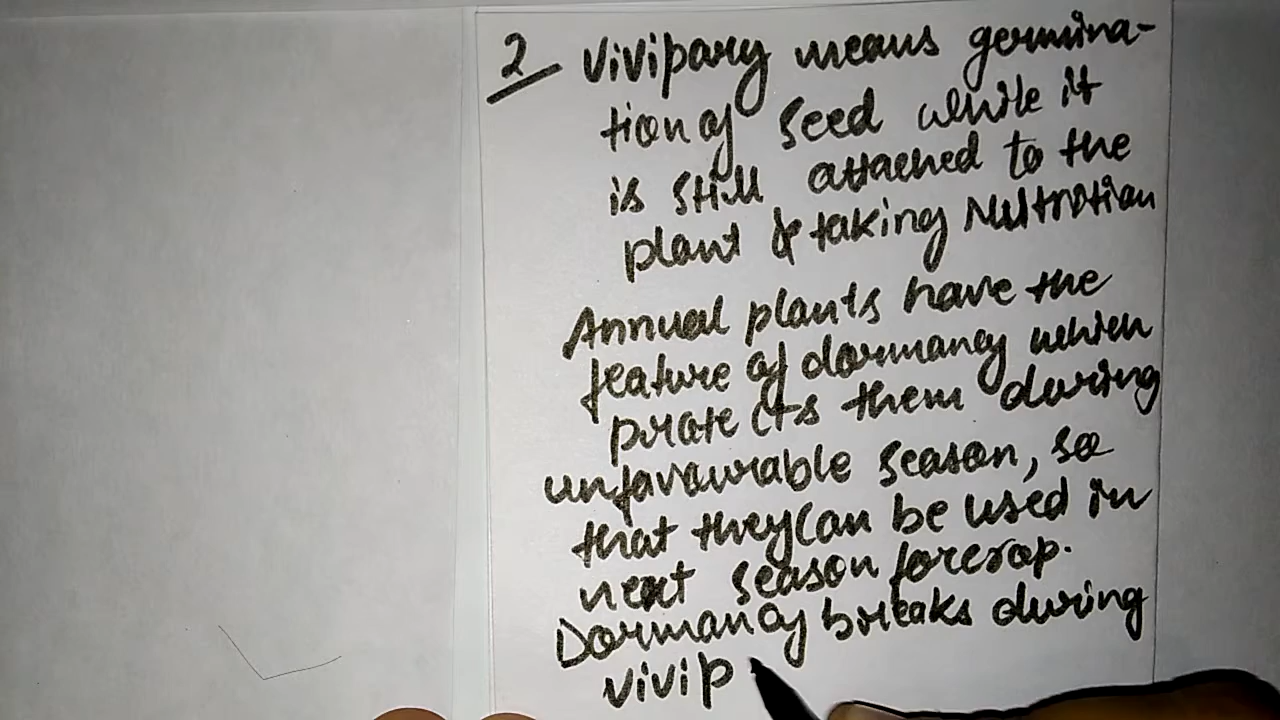 2 Vivipary means germina-
tion of seed while it
is still attached to the
plant & taking Nutrition
Annual plants have the
feature of dormancy which
protects them during
unfavourable season, so
that they can be used in
next season for crop.
Dormancy breaks during
vivip